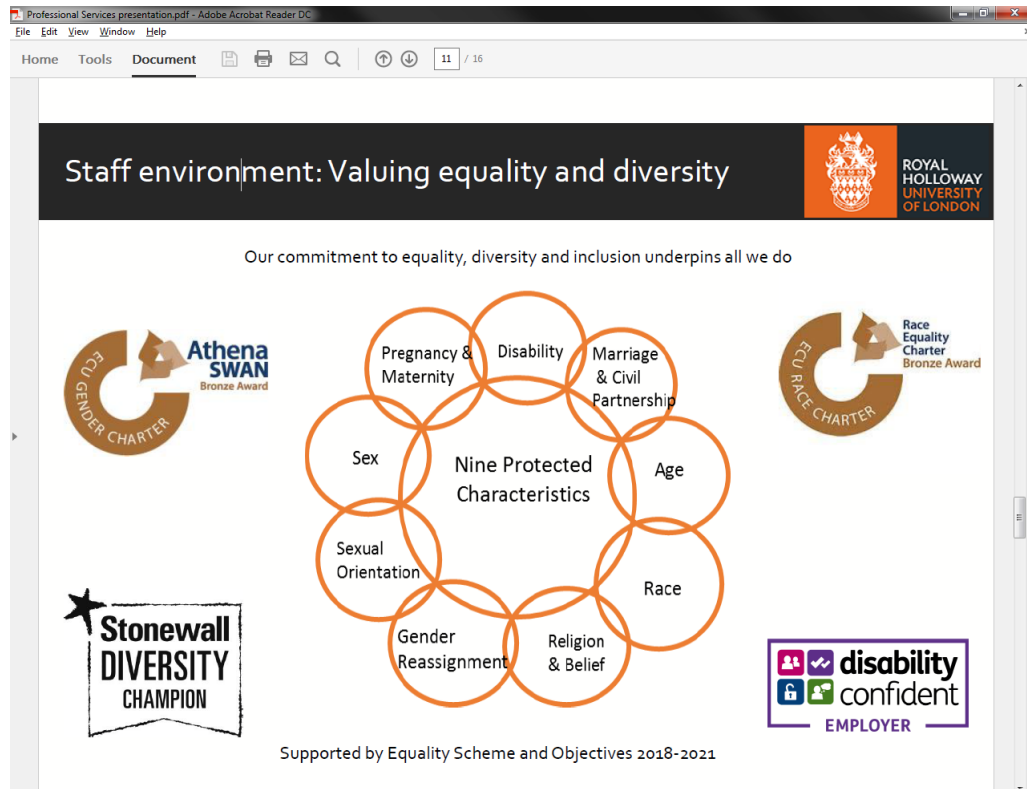 Professional Services presentation.pdf - Adobe Acrobat Reader DC
File Edit View Window Help
Home Tools Document 11 / 16
Staff environment: Valuing equality and diversity
ROYAL
HOLLOWAY
UNIVERSITY
OF LONDON
Our commitment to equality, diversity and inclusion underpins all we do
ECU GENDER CHARTER
Athena
SWAN
Bronze Award
Pregnancy &
Maternity
Disability
Marriage
& Civil
Partnership
ECU RACE CHARTER
Race
Equality
Charter
Bronze Award
Sex
Nine Protected
Characteristics
Age
Sexual
Orientation
Race
Gender
Reassignment
Religion
& Belief
Stonewall
DIVERSITY
CHAMPION
disability
confident
EMPLOYER
Supported by Equality Scheme and Objectives 2018-2021